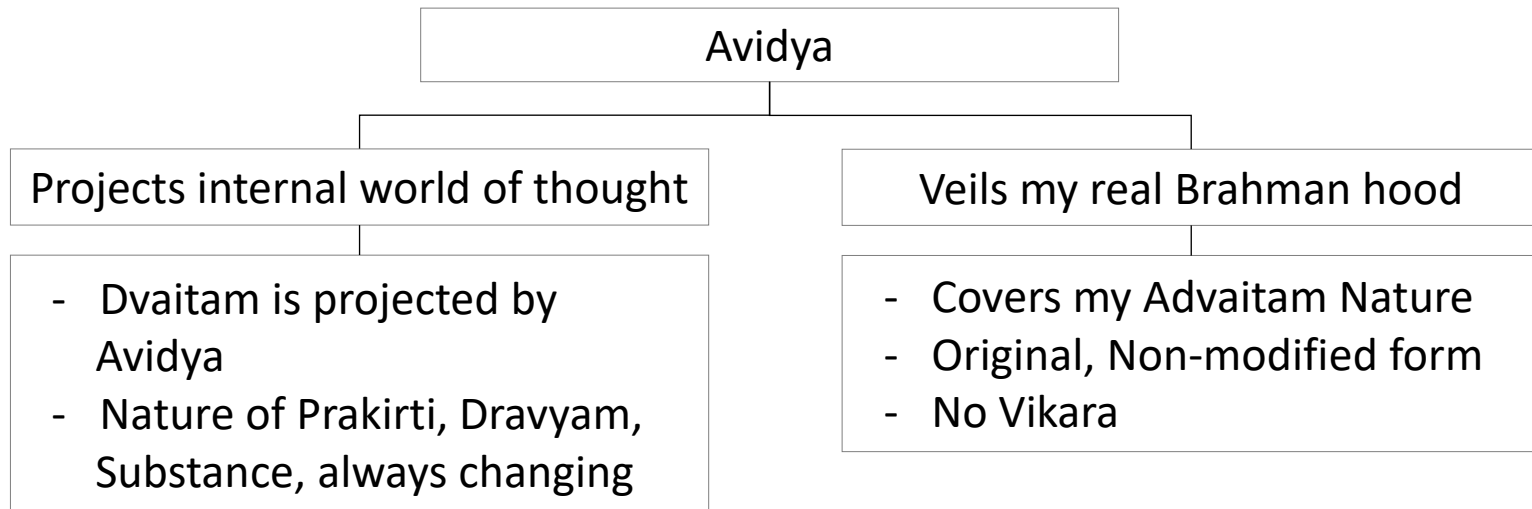 Avidya
Projects internal world of thought
Veils my real Brahman hood
- Dvaitam is projected by
Avidya
- Nature of Prakirti, Dravyam,
Substance, always changing
- Covers my Advaitam Nature
- Original, Non-modified form
- No Vikara